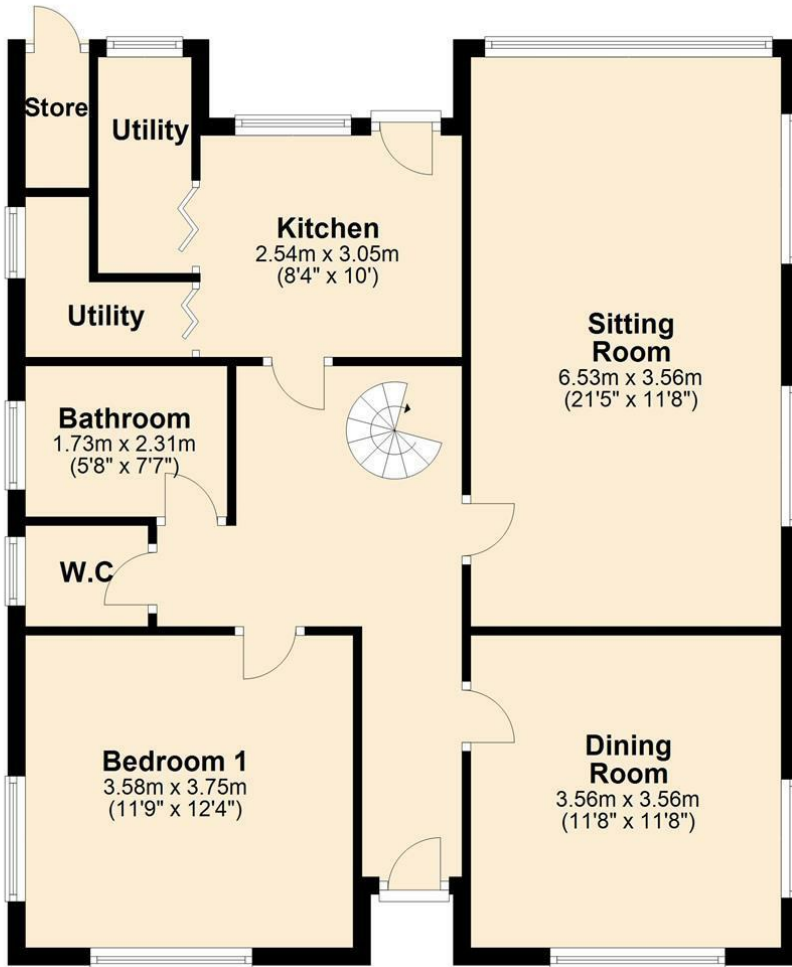 Store
Utility
Kitchen
2.54m x 3.05m
(8'4" x 10')
Utility
Sitting
Room
6.53m x 3.56m
(21'5" x 11'8")
Bathroom
1.73m x 2.31m
(5'8" x 7'7")
W.C
Bedroom 1
3.58m x 3.75m
(11'9" x 12'4")
Dining
Room
3.56m x 3.56m
(11'8" x 11'8")